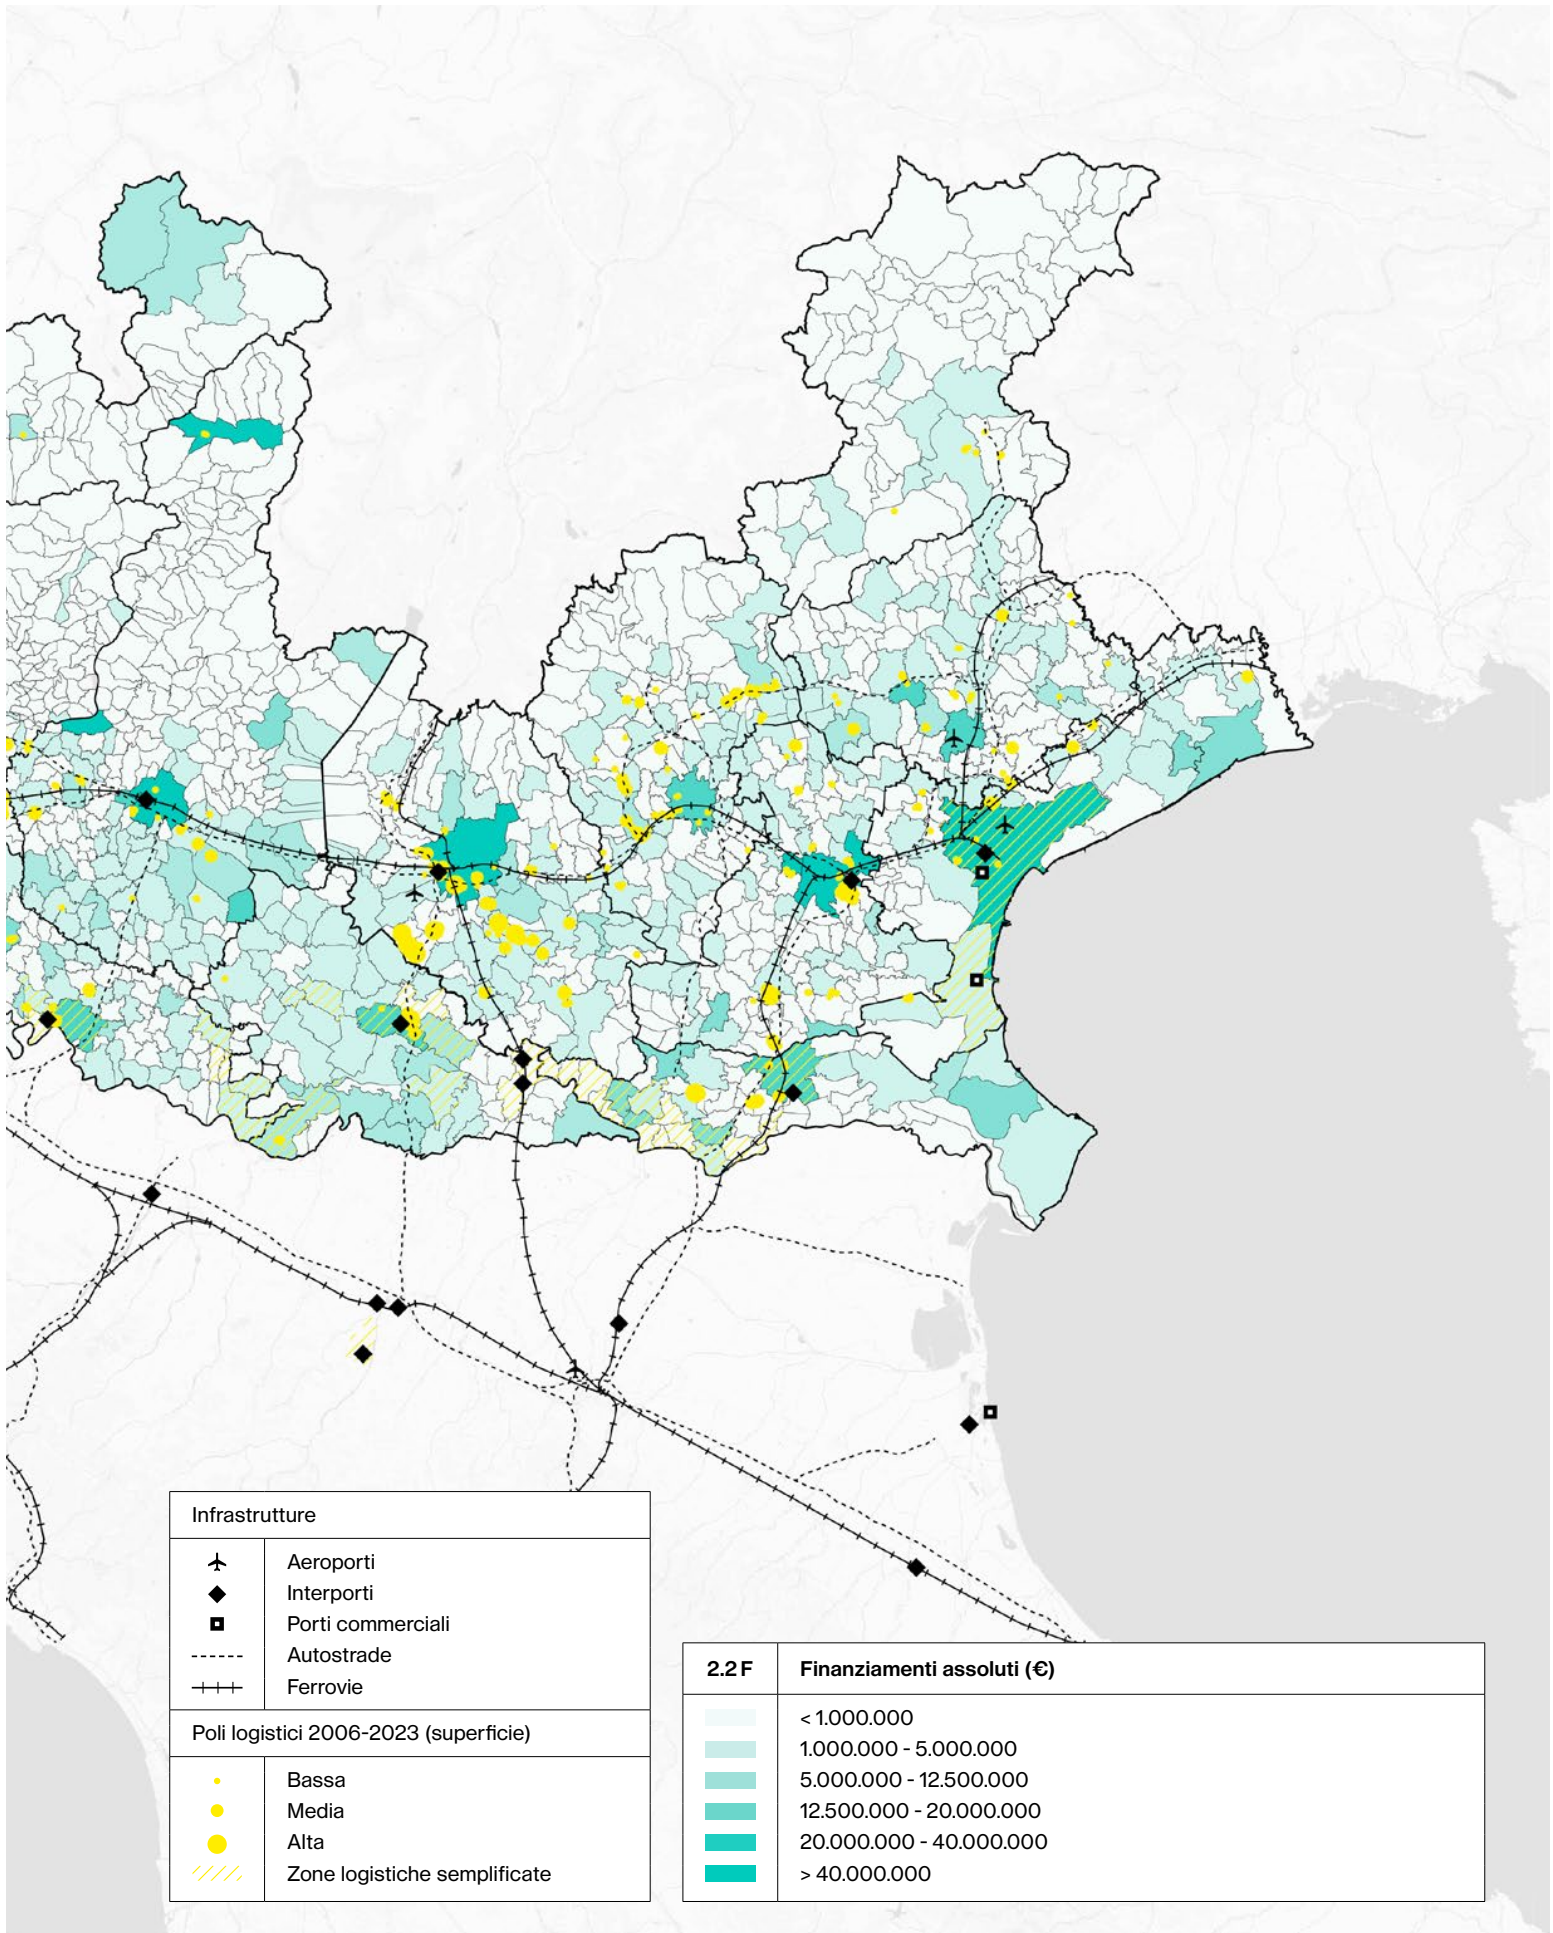 Infrastrutture
Aeroporti
Interporti
Porti commerciali
Autostrade
Ferrovie
Poli logistici 2006-2023 (superficie)
Bassa
Media
Alta
Zone logistiche semplificate
2.2 F Finanziamenti assoluti (€)
< 1.000.000
1.000.000 - 5.000.000
5.000.000 - 12.500.000
12.500.000 - 20.000.000
20.000.000 - 40.000.000
> 40.000.000